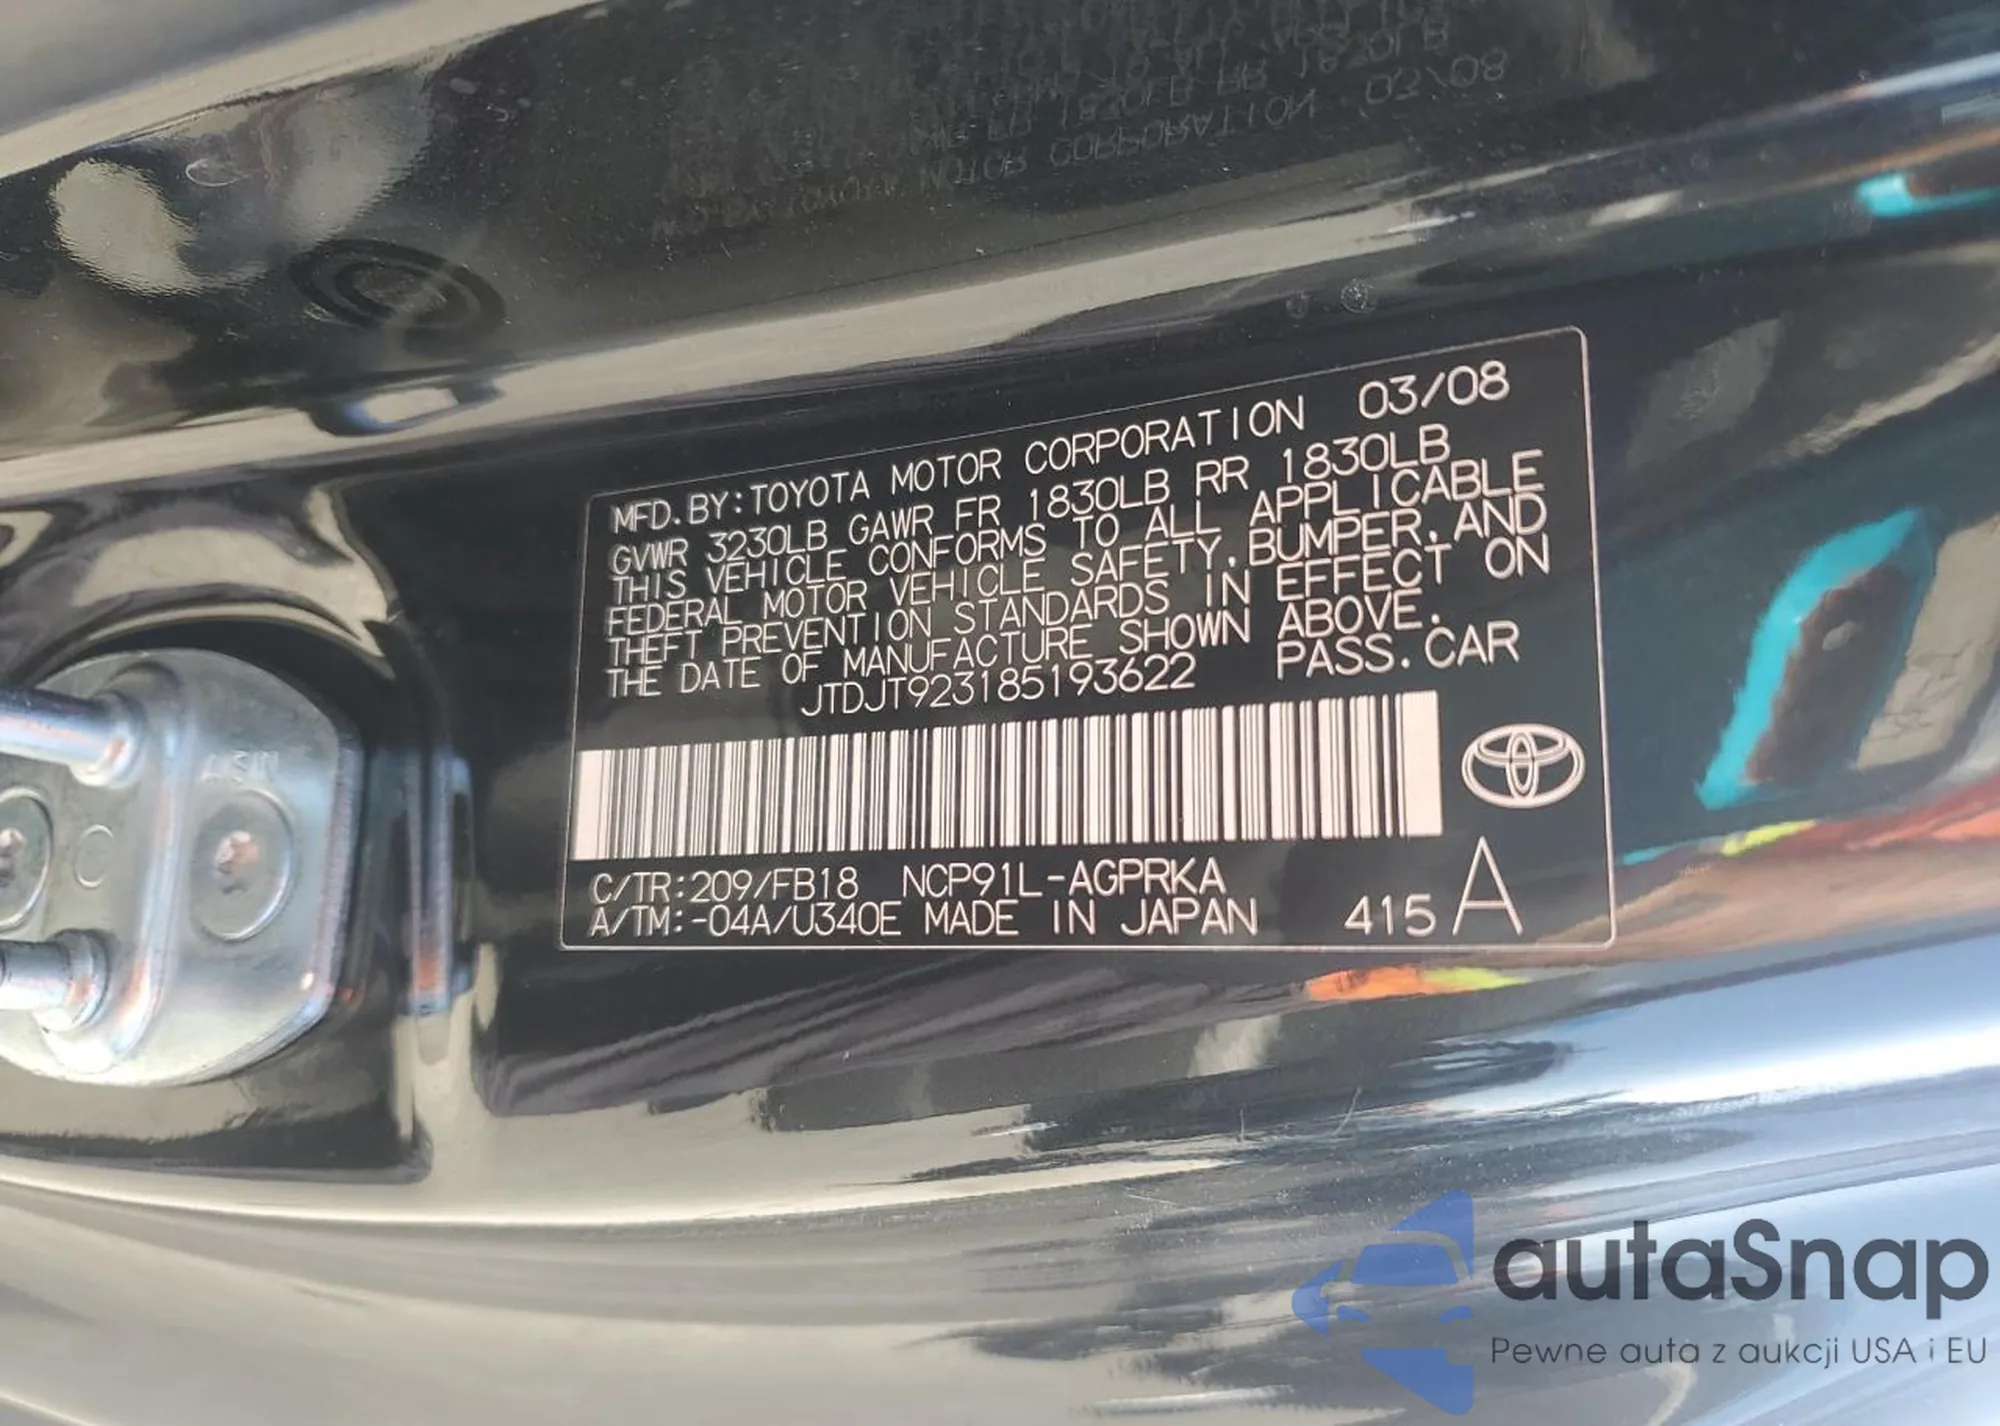 MFD.BY:TOYOTA MOTOR CORPORATION 03/08
GVWR 3230LB GAWR FR 1830LB RR 1830LB
THIS VEHICLE CONFORMS TO ALL APPLICABLE
FEDERAL MOTOR VEHICLE SAFETY,BUMPER,AND
THEFT PREVENTION STANDARDS IN EFFECT ON
THE DATE OF MANUFACTURE SHOWN ABOVE.
JTDJT923185193622 PASS.CAR
C/TR:209/FB18 NCP91L-AGPRKA
A/TM:-04A/U340E MADE IN JAPAN 415 A
autaSnap
Pewne auta z aukcji USA i EU